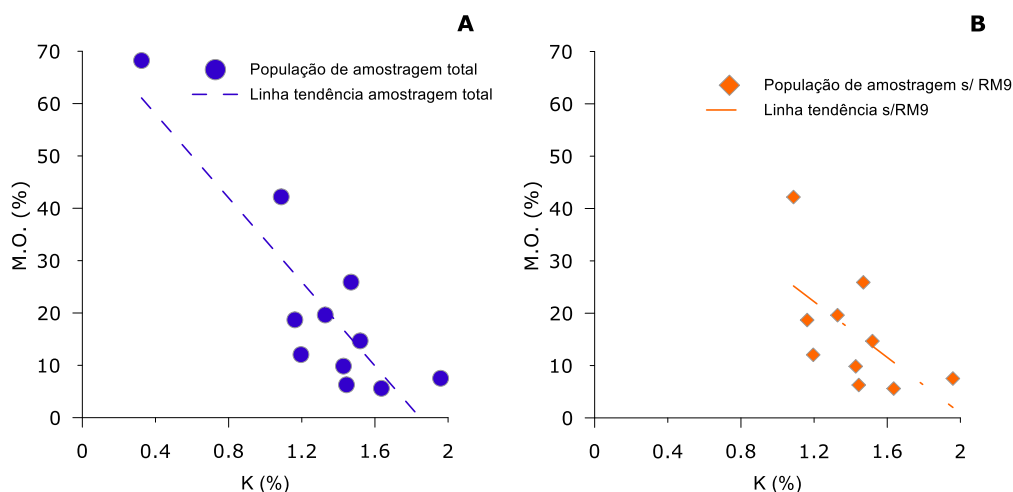 A
70
60
50
40
30
20
10
0
M.O. (%)
População de amostragem total
Linha tendência amostragem total
0 0.4 0.8 1.2 1.6 2
K (%)
B
70
60
50
40
30
20
10
0
M.O. (%)
População de amostragem s/ RM9
Linha tendência s/RM9
0 0.4 0.8 1.2 1.6 2
K (%)